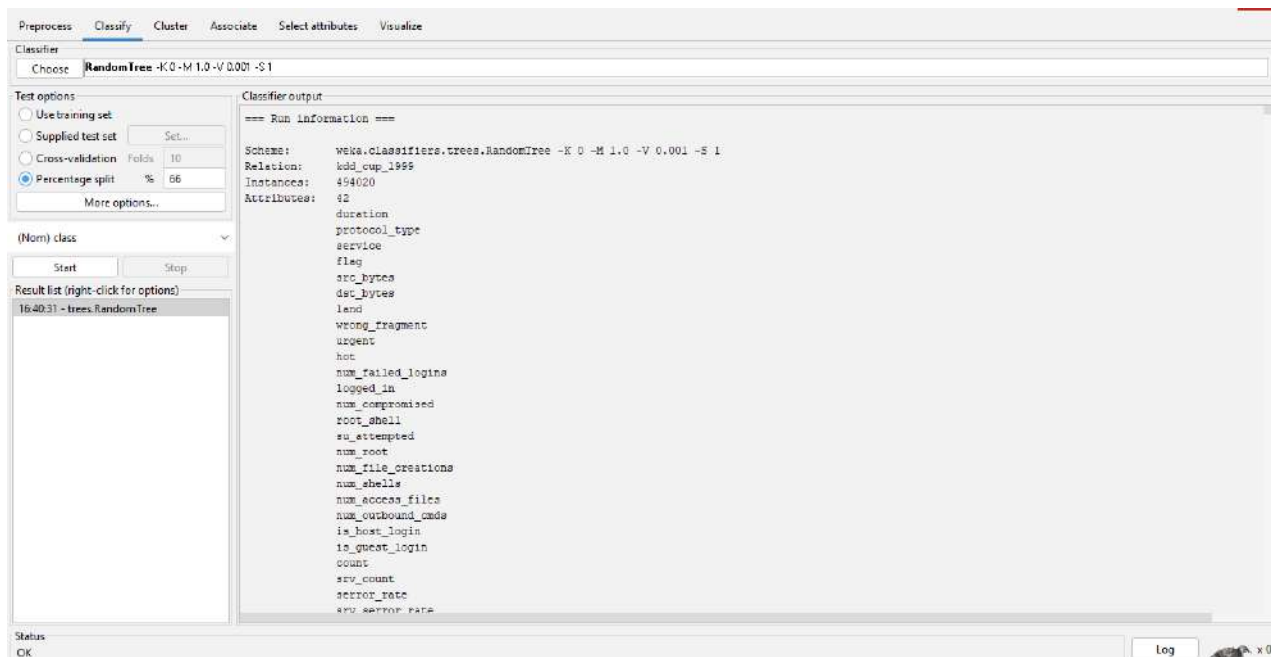 Preprocess Classify Cluster Associate Select attributes Visualize
Classifier
Choose RandomTree -K 0 -M 1.0 -V 0.001 -S 1
Test options
Use training set
Supplied test set Set...
Cross-validation Folds 10
Percentage split % 66
More options...
(Nom) class
Start Stop
Result list (right-click for options)
16:40:31 - trees.RandomTree
Classifier output
=== Run information ===
Scheme: weka.classifiers.trees.RandomTree -K 0 -M 1.0 -V 0.001 -S 1
Relation: kdd_cup_1999
Instances: 494020
Attributes: 42
duration
protocol_type
service
flag
src_bytes
dst_bytes
land
wrong_fragment
urgent
hot
num_failed_logins
logged_in
num_compromised
root_shell
su_attempted
num_root
num_file_creations
num_shells
num_access_files
num_outbound_cmds
is_host_login
is_guest_login
count
srv_count
serror_rate
srv_serror_rate
Status
OK
Log
x 0